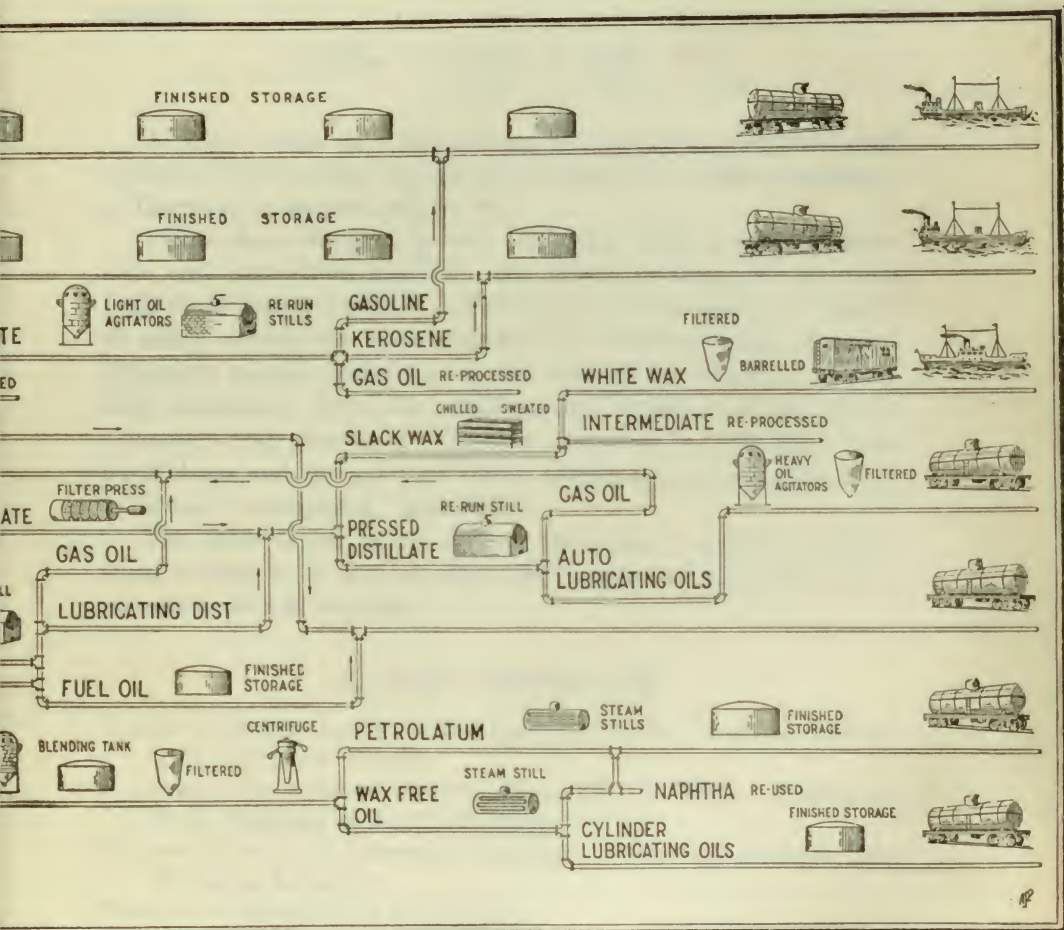 FINISHED STORAGE
FINISHED STORAGE
LIGHT OIL
AGITATORS
RE RUN
STILLS
GASOLINE
TE
KEROSENE
GAS OIL RE-PROCESSED
ED
FILTERED
BARRELLED
WHITE WAX
CHILLED SWEATED
SLACK WAX
INTERMEDIATE RE-PROCESSED
HEAVY
OIL
AGITATORS
FILTERED
FILTER PRESS
ATE
GAS OIL
RE-RUN STILL
PRESSED
DISTILLATE
GAS OIL
AUTO
LUBRICATING OILS
LL
LUBRICATING DIST
FUEL OIL
FINISHED
STORAGE
BLENDING TANK
FILTERED
CENTRIFUGE
PETROLATUM
STEAM
STILLS
FINISHED
STORAGE
WAX FREE
OIL
STEAM STILL
NAPHTHA RE-USED
CYLINDER
LUBRICATING OILS
FINISHED STORAGE